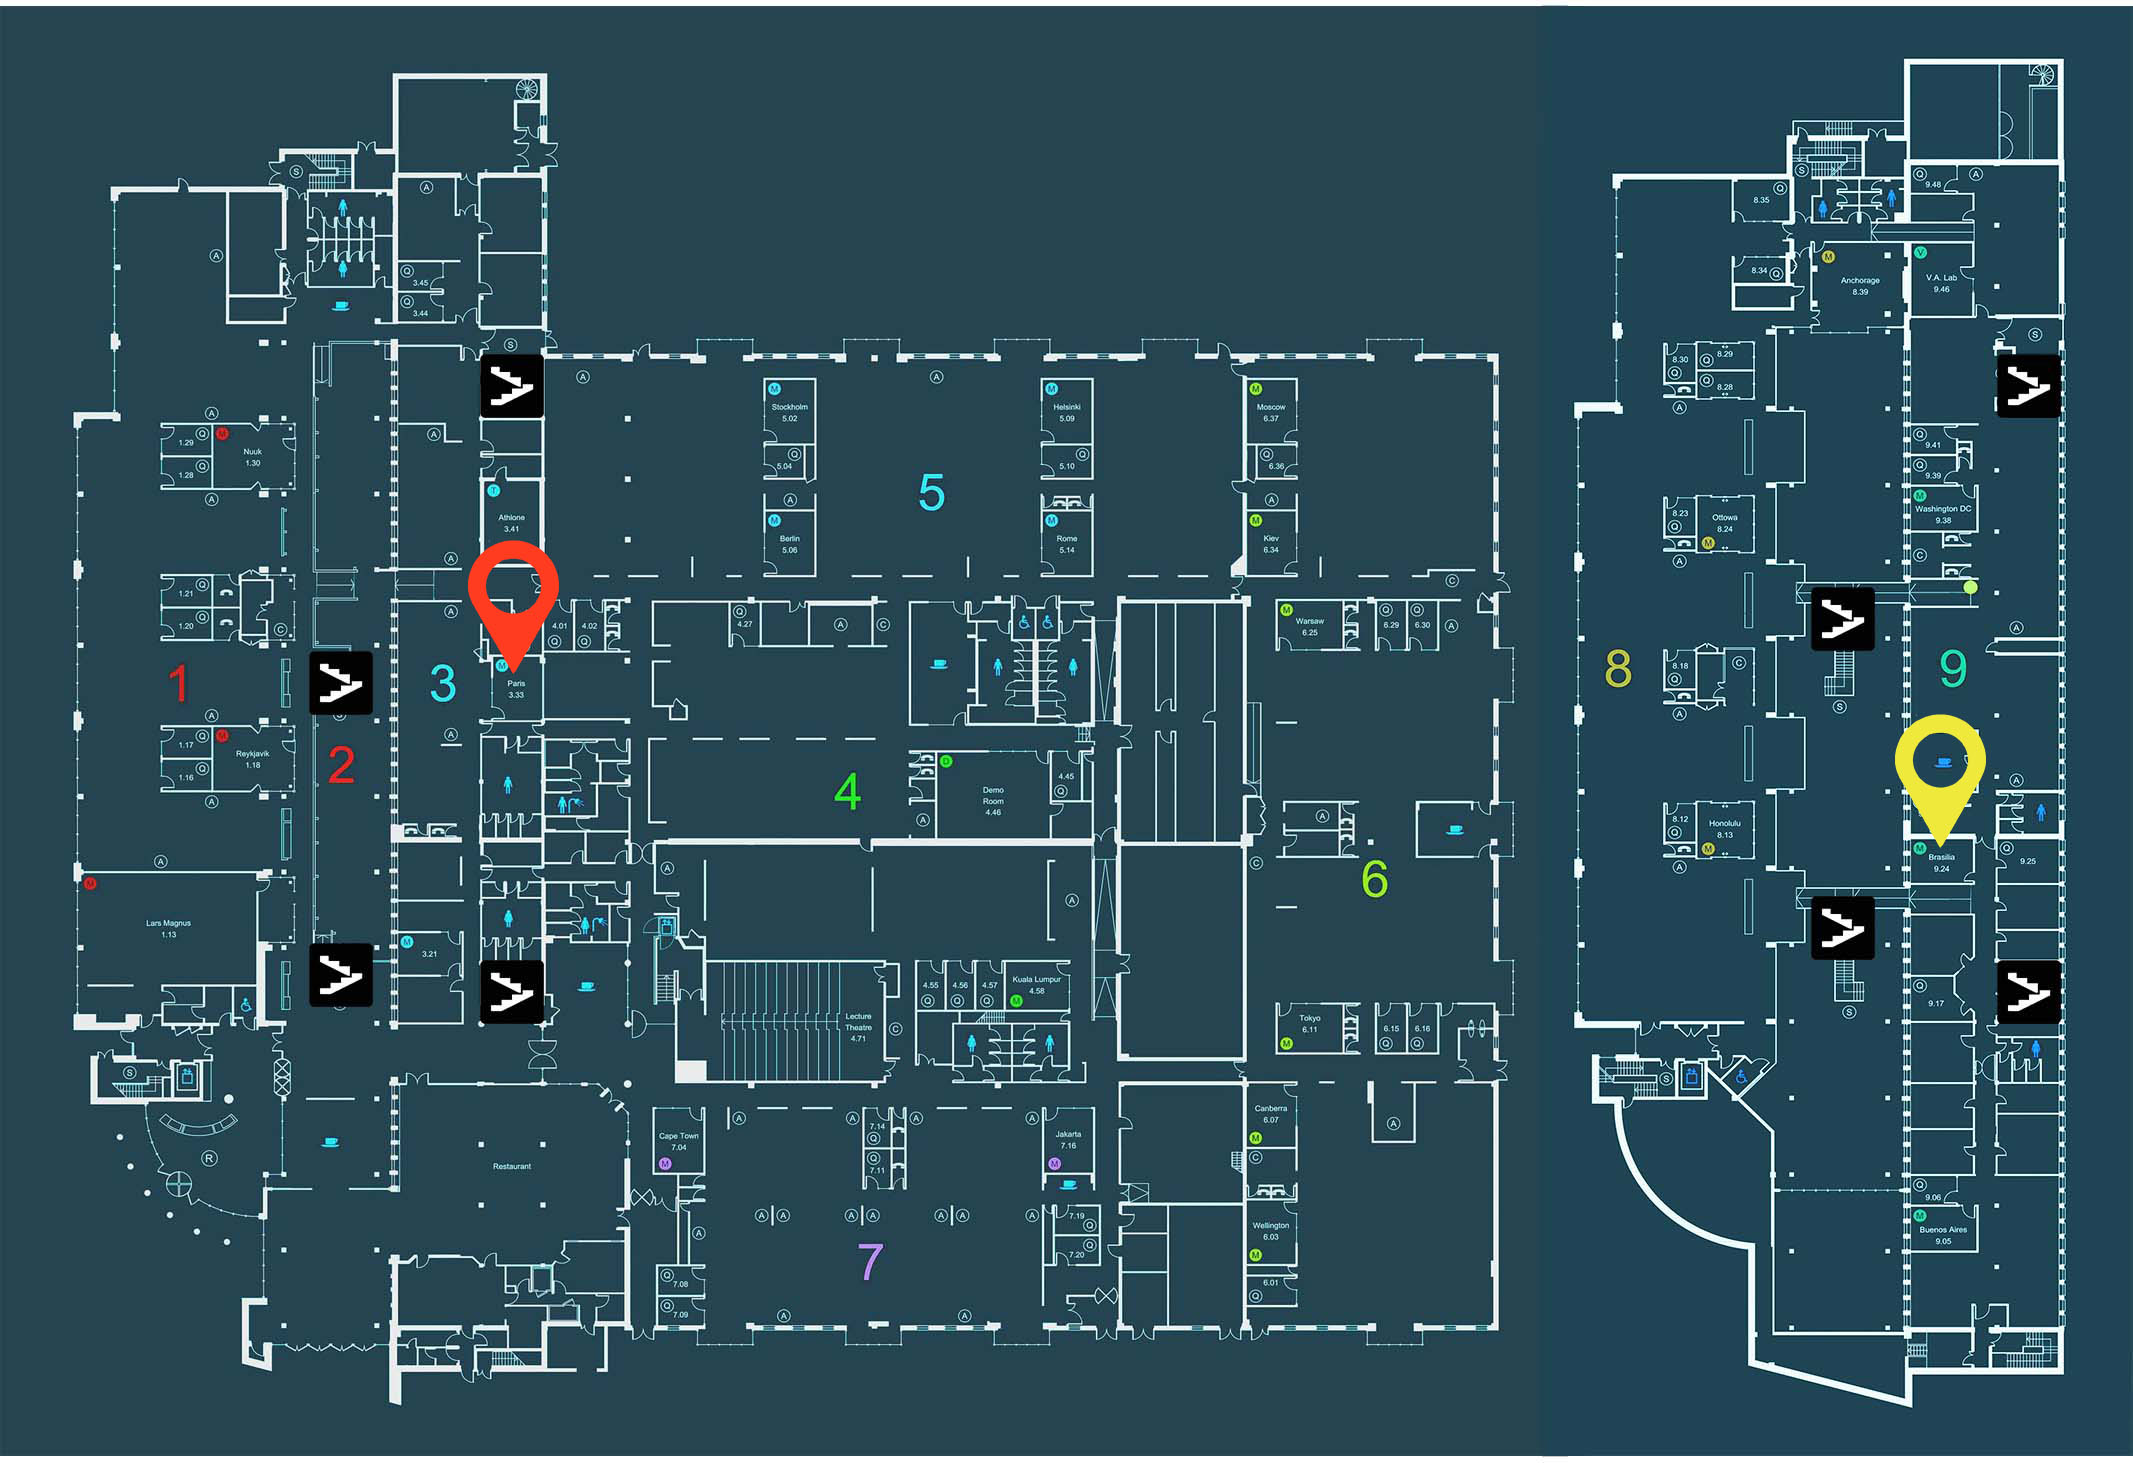 S
A
A
Q
3.45
Q
3.44
S
A
A
A
A
M
Stockholm
5.02
M
Helsinki
5.09
M
Moscow
6.37
1.29
Q
M
Nuuk
1.30
1.28
Q
A
Q
5.04
Q
5.10
Q
6.36
5
T
Athlone
3.41
A
A
M
Berlin
5.06
M
Rome
5.14
M
Kiev
6.34
A
C
1.21
Q
1.20
Q
C
A
4.01
Q
4.02
Q
Q
4.27
A
C
M
Warsaw
6.25
Q
6.29
Q
6.30
A
1
2
3
M
Paris
3.33
A
A
1.17
Q
1.16
Q
M
Reykjavik
1.18
A
4
D
Demo
Room
4.46
4.45
Q
A
A
6
A
M
Lars Magnus
1.13
A
A
C
M
3.21
4.55
Q
4.56
Q
4.57
Q
Kuala Lumpur
4.58
M
Lecture
Theatre
4.71
C
Tokyo
6.11
M
6.15
Q
6.16
Q
S
R
Restaurant
Cape Town
7.04
M
A
A
7.14
Q
7.11
Q
A
A
Jakarta
7.16
M
Canberra
6.07
M
C
A
A
A
A
A
A
A
A
A
7.19
Q
7.20
Q
Wellington
6.03
M
6.01
Q
7
Q
7.08
Q
7.09
A
A
S
8.35
Q
8.34
Q
M
Anchorage
8.39
Q
9.48
A
V
V.A. Lab
9.46
S
8.30
Q
Q
8.29
Q
8.28
A
Q
9.41
Q
9.39
M
Washington DC
9.38
C
8.23
Q
Ottowa
8.24
M
A
A
8
8.18
Q
C
A
S
9
A
8.12
Q
Honolulu
8.13
M
A
M
Brasilia
9.24
Q
9.25
Q
9.17
S
S
Q
9.06
M
Buenos Aires
9.05